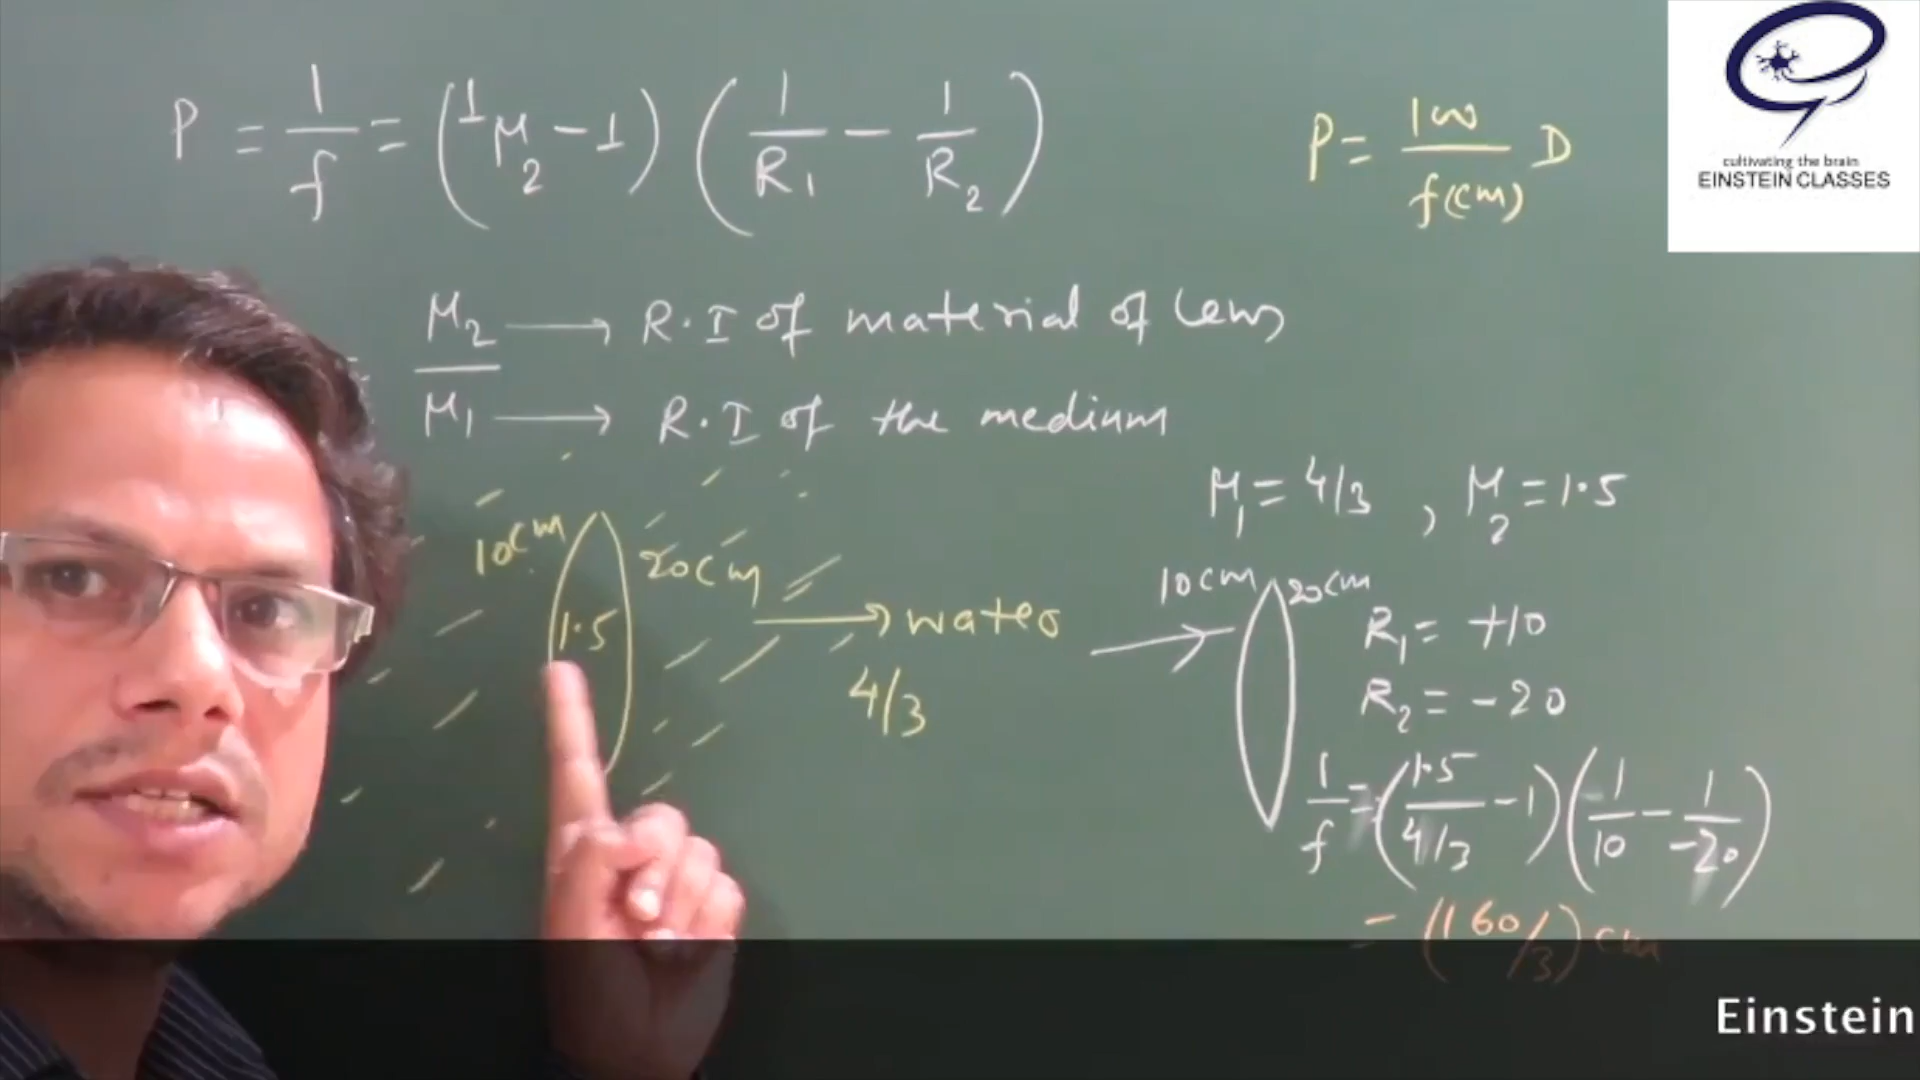 P = 1/f = (¹μ₂ - 1) (1/R₁ - 1/R₂)
P = 100/f(cm) D
cultivating the brain
EINSTEIN CLASSES
= μ₂/μ₁
μ₂ → R.I of material of lens
μ₁ → R.I of the medium
μ₁ = 4/3 , μ₂ = 1.5
10cm 1.5 20cm
→ water
4/3
→ 10cm 20cm
R₁ = +10
R₂ = -20
1/f = (1.5/4/3 - 1) (1/10 - 1/-20)
= (160/3) cm
Einstein